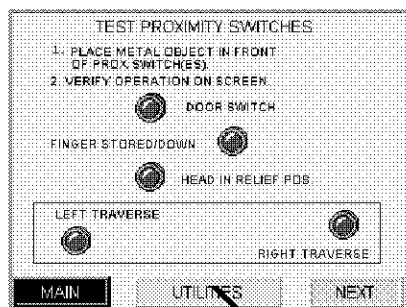 TEST PROXIMITY SWITCHES
1. PLACE METAL OBJECT IN FRONT
OF PROX SWITCH(ES).
2. VERIFY OPERATION ON SCREEN.
DOOR SWITCH
FINGER STORED/DOWN
HEAD IN RELIEF POS.
LEFT TRAVERSE
RIGHT TRAVERSE
MAIN UTILITIES NEXT